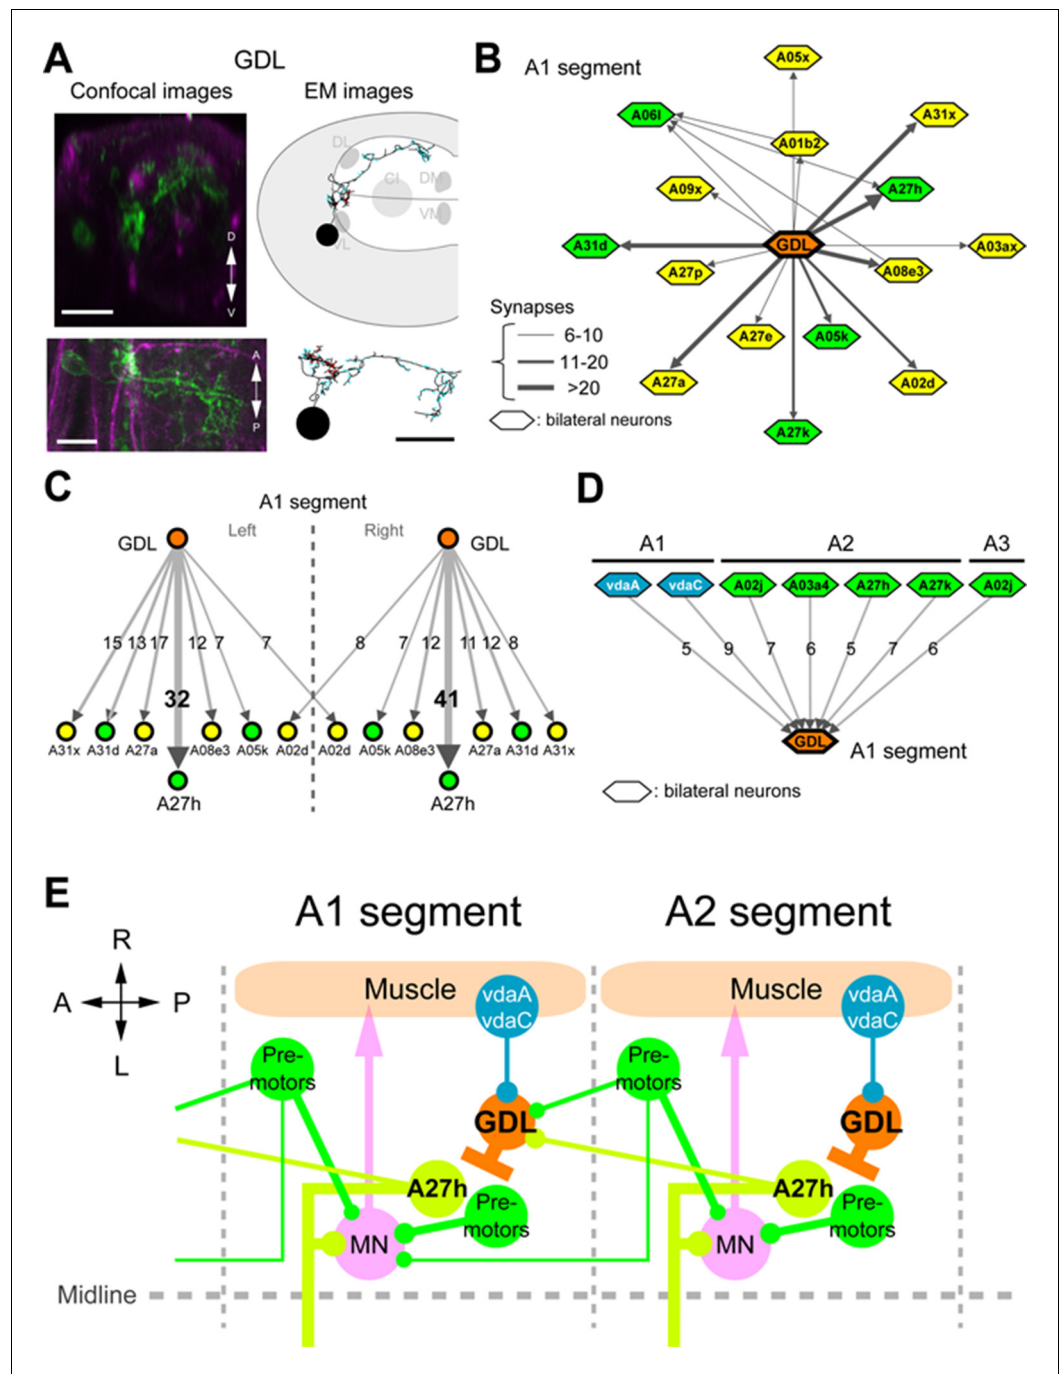 A
GDL
Confocal images
EM images
D
V
DL
CI
DM
VM
VL
A
P
B
A1 segment
A05x
A06l
A31x
A01b2
A09x
A27h
A31d
GDL
A03ax
A27p
A08e3
Synapses
6-10
11-20
>20
A27e
A05k
A27a
A02d
: bilateral neurons
A27k
C
A1 segment
GDL
Left
Right
GDL
15 13 17 12 7 7 8 7 12 11 12 8
32
41
A31x A31d A27a A08e3 A05k A02d A02d A05k A08e3 A27a A31d A31x
A27h
A27h
D
A1
A2
A3
vdaA
vdaC
A02j
A03a4
A27h
A27k
A02j
5 9 7 6 5 7 6
GDL
A1 segment
: bilateral neurons
E
A1 segment
A2 segment
R
A
P
L
Muscle
vdaA
vdaC
Muscle
vdaA
vdaC
Pre-
motors
Pre-
motors
GDL
GDL
A27h
Pre-
motors
MN
A27h
Pre-
motors
MN
Midline